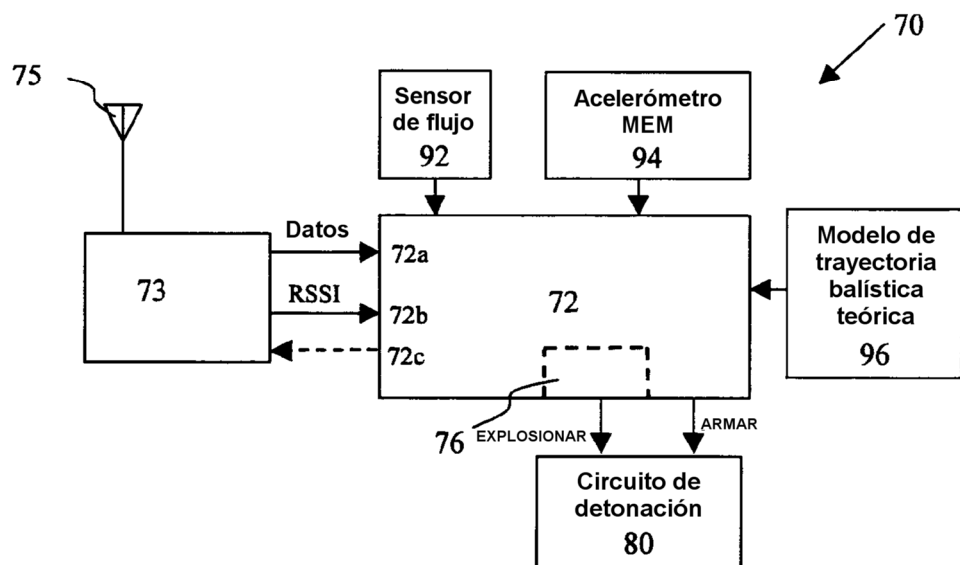 70
75
Sensor
de flujo
92
Acelerómetro
MEM
94
Datos
72a
73
RSSI
72b
72
72c
Modelo de
trayectoria
balística
teórica
96
76
EXPLOSIONAR
ARMAR
Circuito de
detonación
80